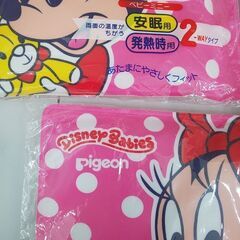 ベビーミニー
両面の温度が
ちがう
安眠用
発熱時用
2-WAYタイプ
あたまにやさしくフィット
Disney Babies
pigeon